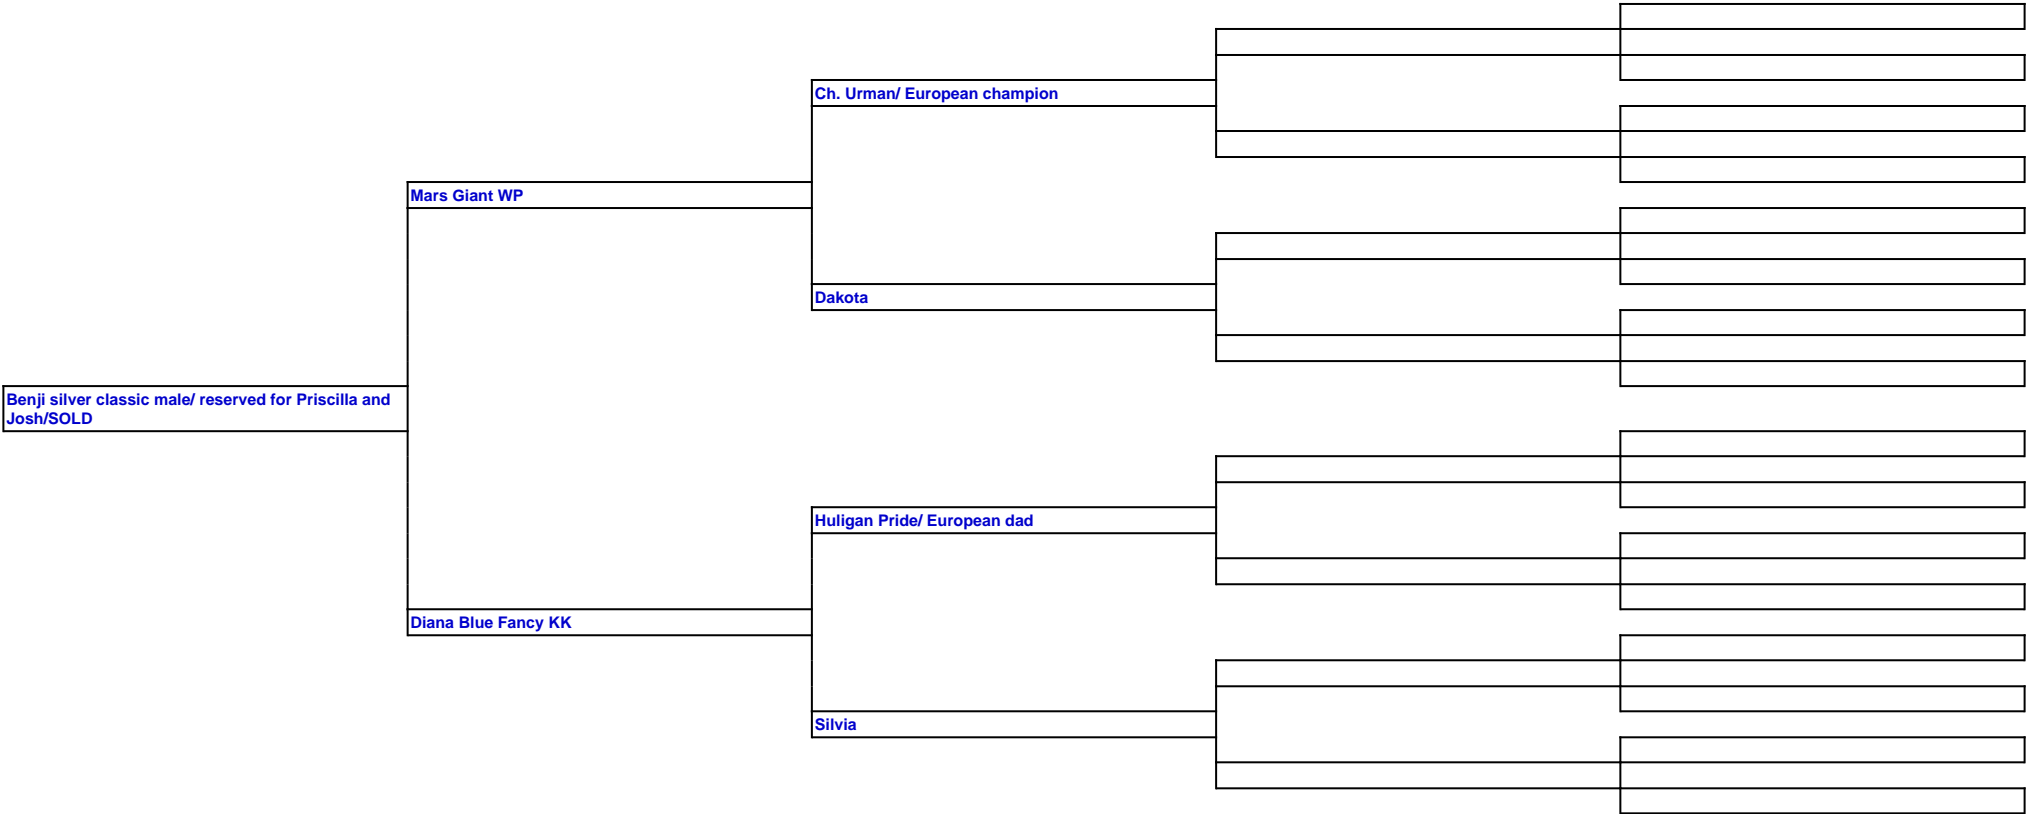 Ch. Urman/ European champion
Mars Giant WP
Dakota
Benji silver classic male/ reserved for Priscilla and
Josh/SOLD
Huligan Pride/ European dad
Diana Blue Fancy KK
Silvia